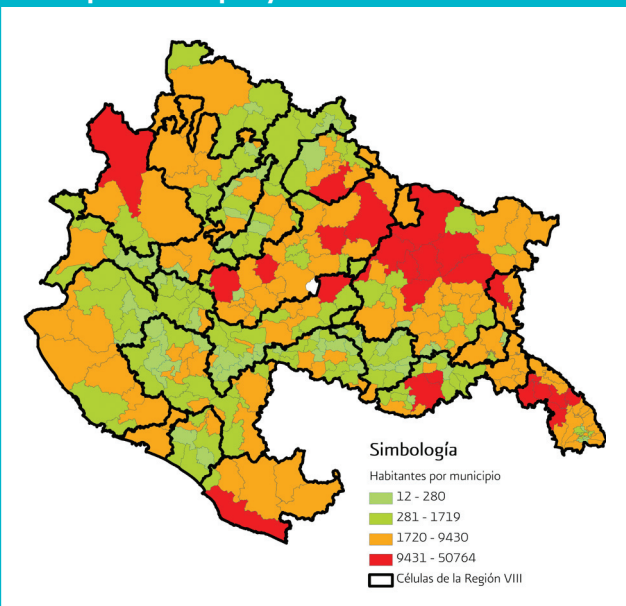 Simbología
Habitantes por municipio
12 - 280
281 - 1719
1720 - 9430
9431 - 50764
Células de la Región VIII